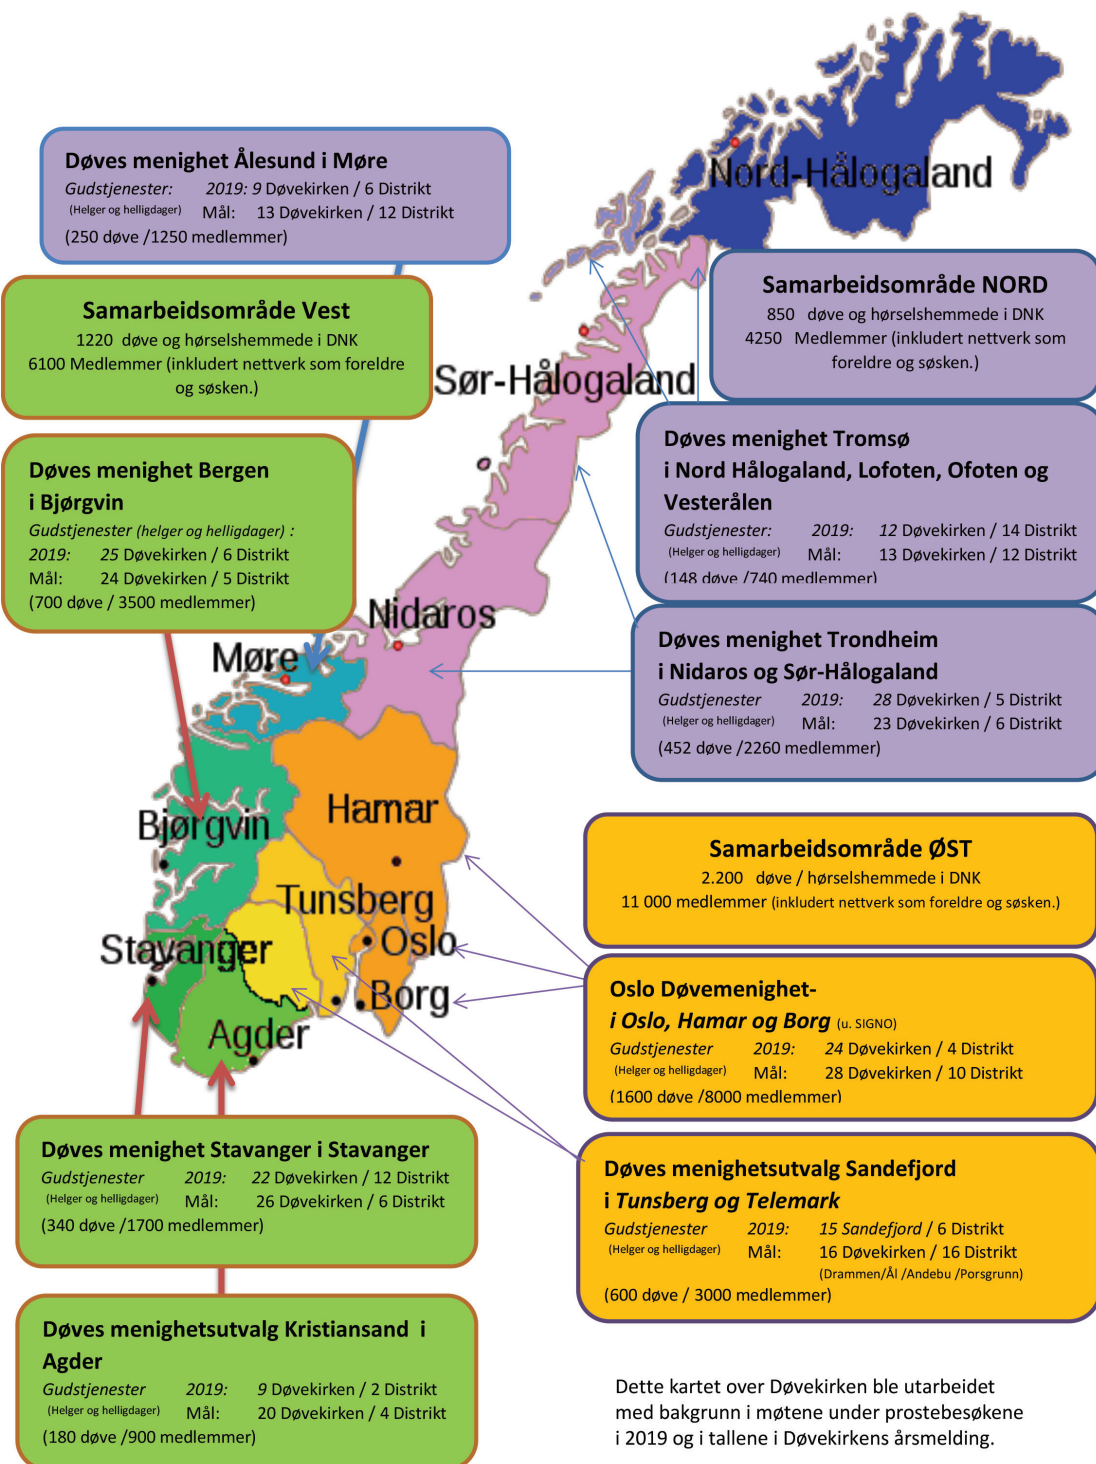 Nord-Hålogaland
Døves menighet Ålesund i Møre
Gudstjenester: 2019: 9 Døvekirken / 6 Distrikt
(Helger og helligdager) Mål: 13 Døvekirken / 12 Distrikt
(250 døve /1250 medlemmer)
Samarbeidsområde Vest
1220 døve og hørselshemmede i DNK
6100 Medlemmer (inkludert nettverk som foreldre
og søsken.)
Samarbeidsområde NORD
850 døve og hørselshemmede i DNK
4250 Medlemmer (inkludert nettverk som
foreldre og søsken.)
Sør-Hålogaland
Døves menighet Tromsø
i Nord Hålogaland, Lofoten, Ofoten og
Vesterålen
Gudstjenester: 2019: 12 Døvekirken / 14 Distrikt
(Helger og helligdager) Mål: 13 Døvekirken / 12 Distrikt
(148 døve /740 medlemmer)
Døves menighet Bergen
i Bjørgvin
Gudstjenester (helger og helligdager) :
2019: 25 Døvekirken / 6 Distrikt
Mål: 24 Døvekirken / 5 Distrikt
(700 døve / 3500 medlemmer)
Nidaros
Møre
Døves menighet Trondheim
i Nidaros og Sør-Hålogaland
Gudstjenester 2019: 28 Døvekirken / 5 Distrikt
(Helger og helligdager) Mål: 23 Døvekirken / 6 Distrikt
(452 døve /2260 medlemmer)
Hamar
Bjørgvin
Tunsberg
Oslo
Stavanger
Borg
Agder
Samarbeidsområde ØST
2.200 døve / hørselshemmede i DNK
11 000 medlemmer (inkludert nettverk som foreldre og søsken.)
Oslo Døvemenighet-
i Oslo, Hamar og Borg (u. SIGNO)
Gudstjenester 2019: 24 Døvekirken / 4 Distrikt
(Helger og helligdager) Mål: 28 Døvekirken / 10 Distrikt
(1600 døve /8000 medlemmer)
Døves menighet Stavanger i Stavanger
Gudstjenester 2019: 22 Døvekirken / 12 Distrikt
(Helger og helligdager) Mål: 26 Døvekirken / 6 Distrikt
(340 døve /1700 medlemmer)
Døves menighetsutvalg Sandefjord
i Tunsberg og Telemark
Gudstjenester 2019: 15 Sandefjord / 6 Distrikt
(Helger og helligdager) Mål: 16 Døvekirken / 16 Distrikt
(Drammen/Ål /Andebu /Porsgrunn)
(600 døve / 3000 medlemmer)
Døves menighetsutvalg Kristiansand i
Agder
Gudstjenester 2019: 9 Døvekirken / 2 Distrikt
(Helger og helligdager) Mål: 20 Døvekirken / 4 Distrikt
(180 døve /900 medlemmer)
Dette kartet over Døvekirken ble utarbeidet
med bakgrunn i møtene under prostebesøkene
i 2019 og i tallene i Døvekirkens årsmelding.